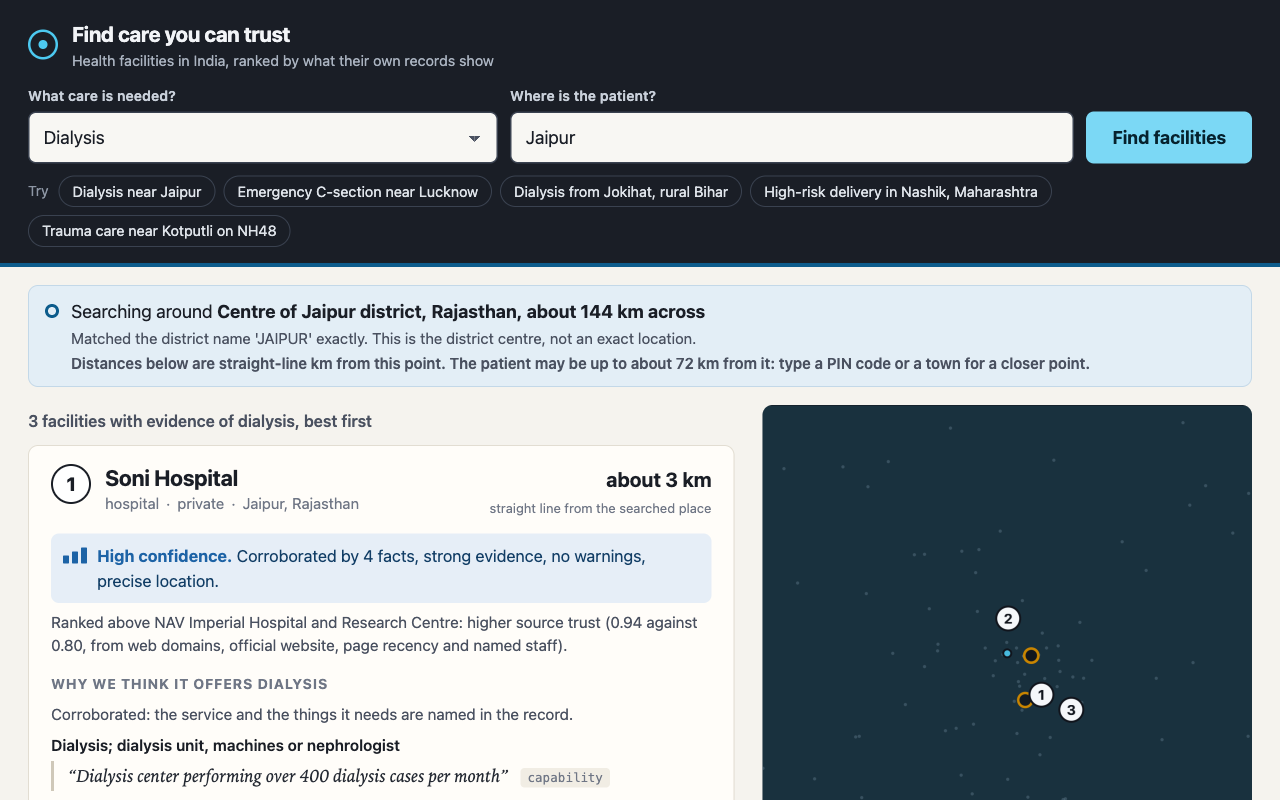 Find care you can trust
Health facilities in India, ranked by what their own records show
What care is needed?
Where is the patient?
Dialysis
Jaipur
Find facilities
Try
Dialysis near Jaipur
Emergency C-section near Lucknow
Dialysis from Jokihat, rural Bihar
High-risk delivery in Nashik, Maharashtra
Trauma care near Kotputli on NH48
Searching around Centre of Jaipur district, Rajasthan, about 144 km across
Matched the district name 'JAIPUR' exactly. This is the district centre, not an exact location.
Distances below are straight-line km from this point. The patient may be up to about 72 km from it: type a PIN code or a town for a closer point.
3 facilities with evidence of dialysis, best first
1
Soni Hospital
about 3 km
hospital · private · Jaipur, Rajasthan
straight line from the searched place
High confidence. Corroborated by 4 facts, strong evidence, no warnings,
precise location.
Ranked above NAV Imperial Hospital and Research Centre: higher source trust (0.94 against
0.80, from web domains, official website, page recency and named staff).
WHY WE THINK IT OFFERS DIALYSIS
Corroborated: the service and the things it needs are named in the record.
Dialysis; dialysis unit, machines or nephrologist
“Dialysis center performing over 400 dialysis cases per month”
capability
2
1
3